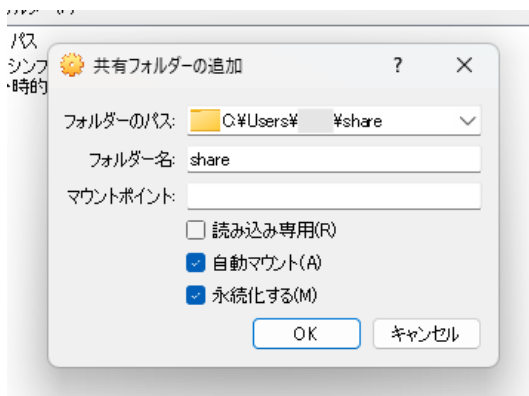 パス
シンフ
一時的
共有フォルダーの追加 ?
フォルダーのパス: C:¥Users¥ ¥share
フォルダー名: share
マウントポイント:
読み込み専用(R)
自動マウント(A)
永続化する(M)
OK キャンセル